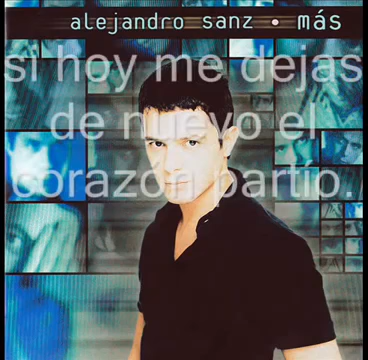 alejandro sanz • más
si hoy me dejas
de nuevo el
corazón partío.